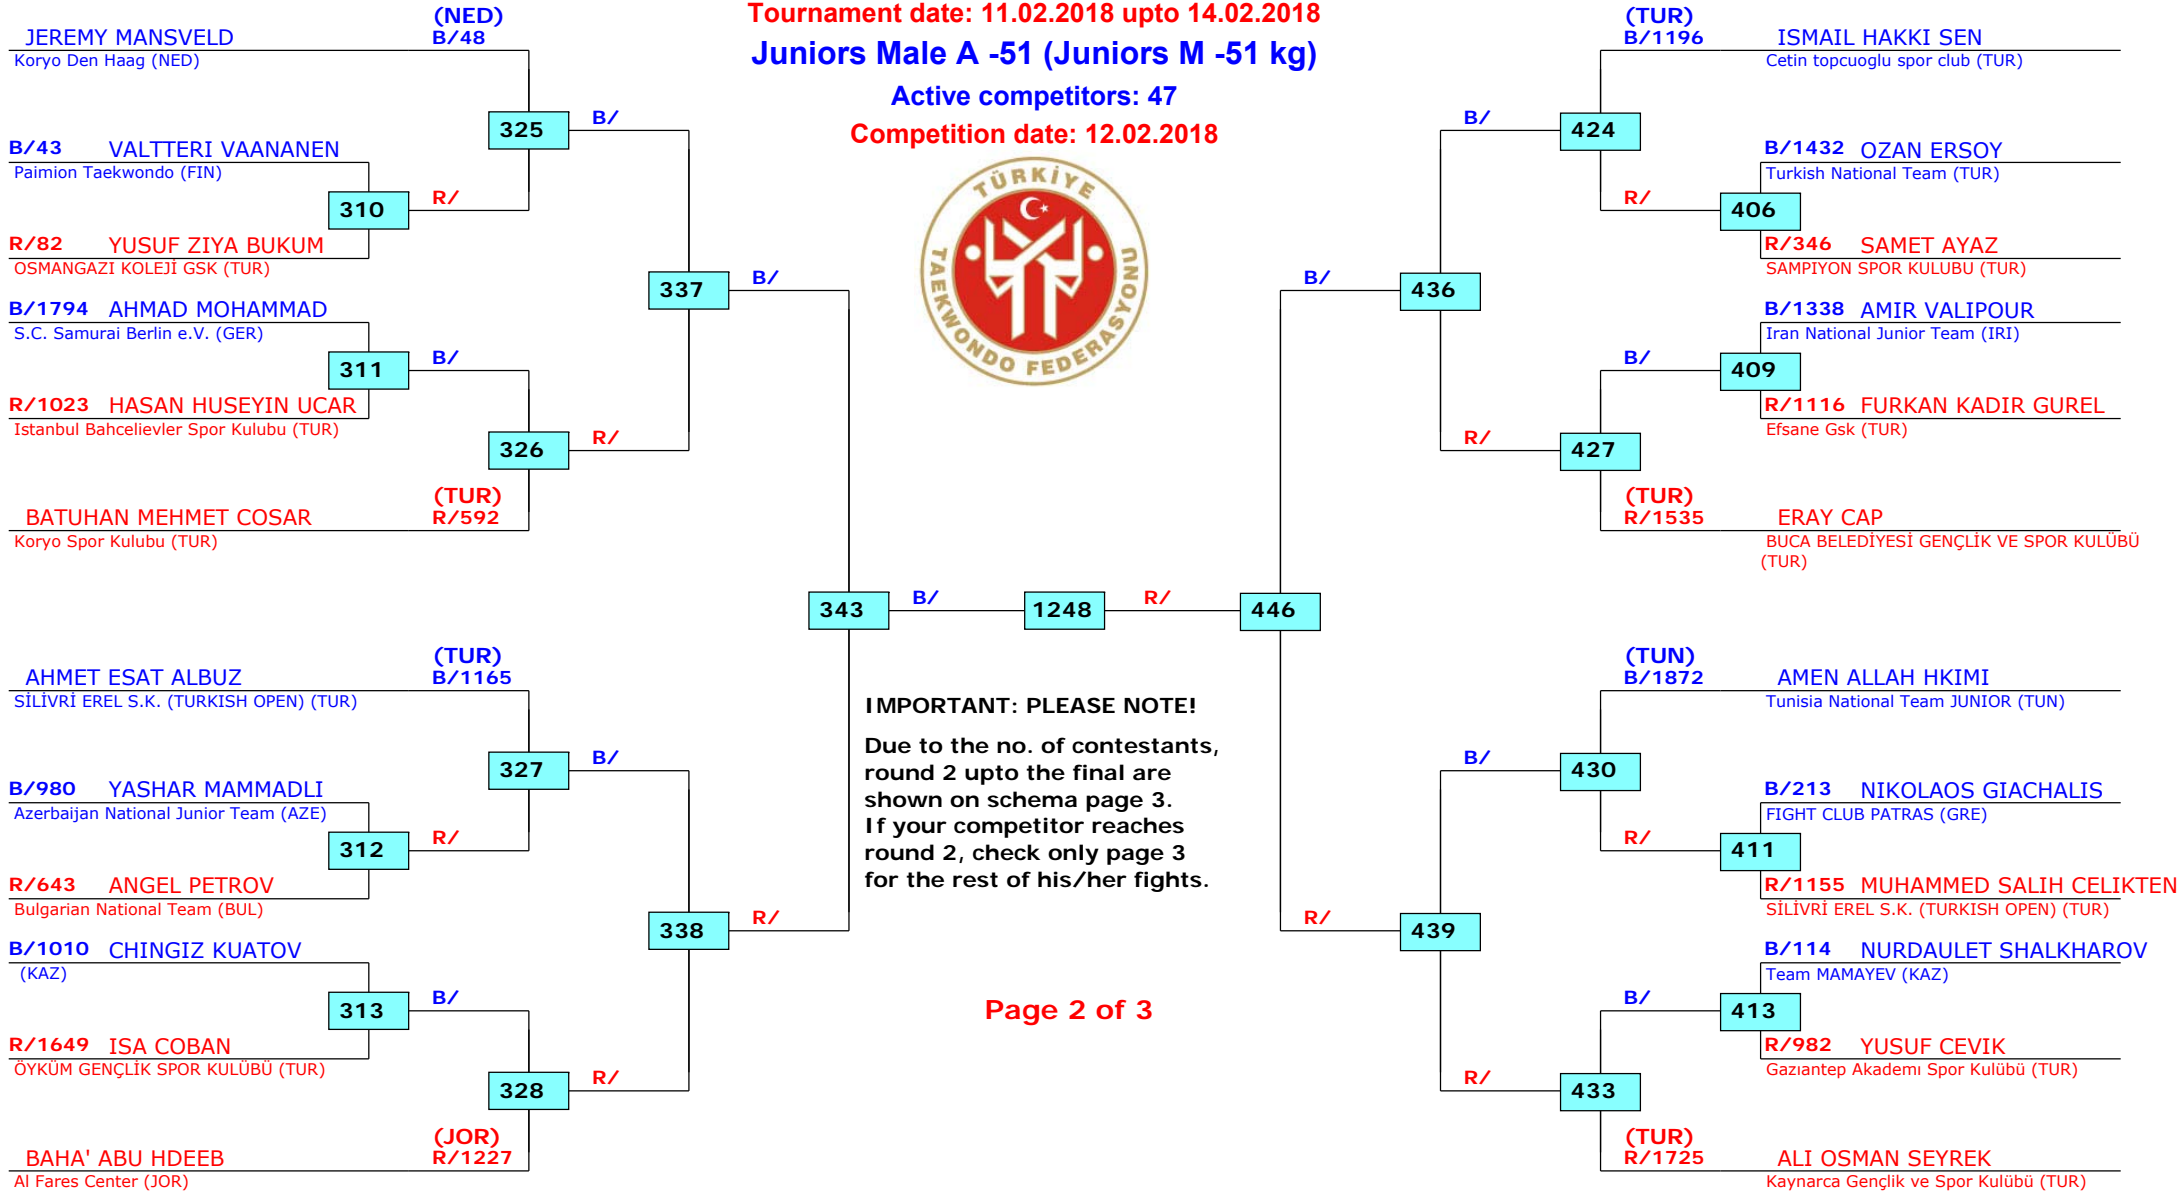 Tournament date: 11.02.2018 upto 14.02.2018
Juniors Male A -51 (Juniors M -51 kg)
Active competitors: 47
Competition date: 12.02.2018
TÜRKİYE
TAEKWONDO FEDERASYONU
(NED)
JEREMY MANSVELD B/48
Koryo Den Haag (NED)
325 B/
B/43 VALTTERI VAANANEN
Paimion Taekwondo (FIN)
310 R/
R/82 YUSUF ZIYA BUKUM
OSMANGAZI KOLEJİ GSK (TUR)
337 B/
B/1794 AHMAD MOHAMMAD
S.C. Samurai Berlin e.V. (GER)
311 B/
R/1023 HASAN HUSEYIN UCAR
Istanbul Bahcelievler Spor Kulubu (TUR)
326 R/
(TUR)
BATUHAN MEHMET COSAR R/592
Koryo Spor Kulubu (TUR)
343 B/ 1248 R/ 446
(TUR)
AHMET ESAT ALBUZ B/1165
SİLİVRİ EREL S.K. (TURKISH OPEN) (TUR)
327 B/
B/980 YASHAR MAMMADLI
Azerbaijan National Junior Team (AZE)
312 R/
R/643 ANGEL PETROV
Bulgarian National Team (BUL)
338 R/
B/1010 CHINGIZ KUATOV
(KAZ)
313 B/
R/1649 ISA COBAN
ÖYKÜM GENÇLİK SPOR KULÜBÜ (TUR)
328 R/
(JOR)
BAHA' ABU HDEEB R/1227
Al Fares Center (JOR)
IMPORTANT: PLEASE NOTE!
Due to the no. of contestants,
round 2 upto the final are
shown on schema page 3.
If your competitor reaches
round 2, check only page 3
for the rest of his/her fights.
Page 2 of 3
(TUR)
B/1196 ISMAIL HAKKI SEN
Cetin topcuoglu spor club (TUR)
B/ 424
B/1432 OZAN ERSOY
Turkish National Team (TUR)
R/ 406
R/346 SAMET AYAZ
SAMPIYON SPOR KULUBU (TUR)
B/ 436
B/1338 AMIR VALIPOUR
Iran National Junior Team (IRI)
B/ 409
R/1116 FURKAN KADIR GUREL
Efsane Gsk (TUR)
R/ 427
(TUR)
R/1535 ERAY CAP
BUCA BELEDİYESİ GENÇLİK VE SPOR KULÜBÜ
(TUR)
(TUN)
B/1872 AMEN ALLAH HKIMI
Tunisia National Team JUNIOR (TUN)
B/ 430
B/213 NIKOLAOS GIACHALIS
FIGHT CLUB PATRAS (GRE)
R/ 411
R/1155 MUHAMMED SALIH CELIKTEN
SİLİVRİ EREL S.K. (TURKISH OPEN) (TUR)
R/ 439
B/114 NURDAULET SHALKHAROV
Team MAMAYEV (KAZ)
B/ 413
R/982 YUSUF CEVIK
Gazıantep Akademı Spor Kulübü (TUR)
R/ 433
(TUR)
R/1725 ALI OSMAN SEYREK
Kaynarca Gençlik ve Spor Kulübü (TUR)